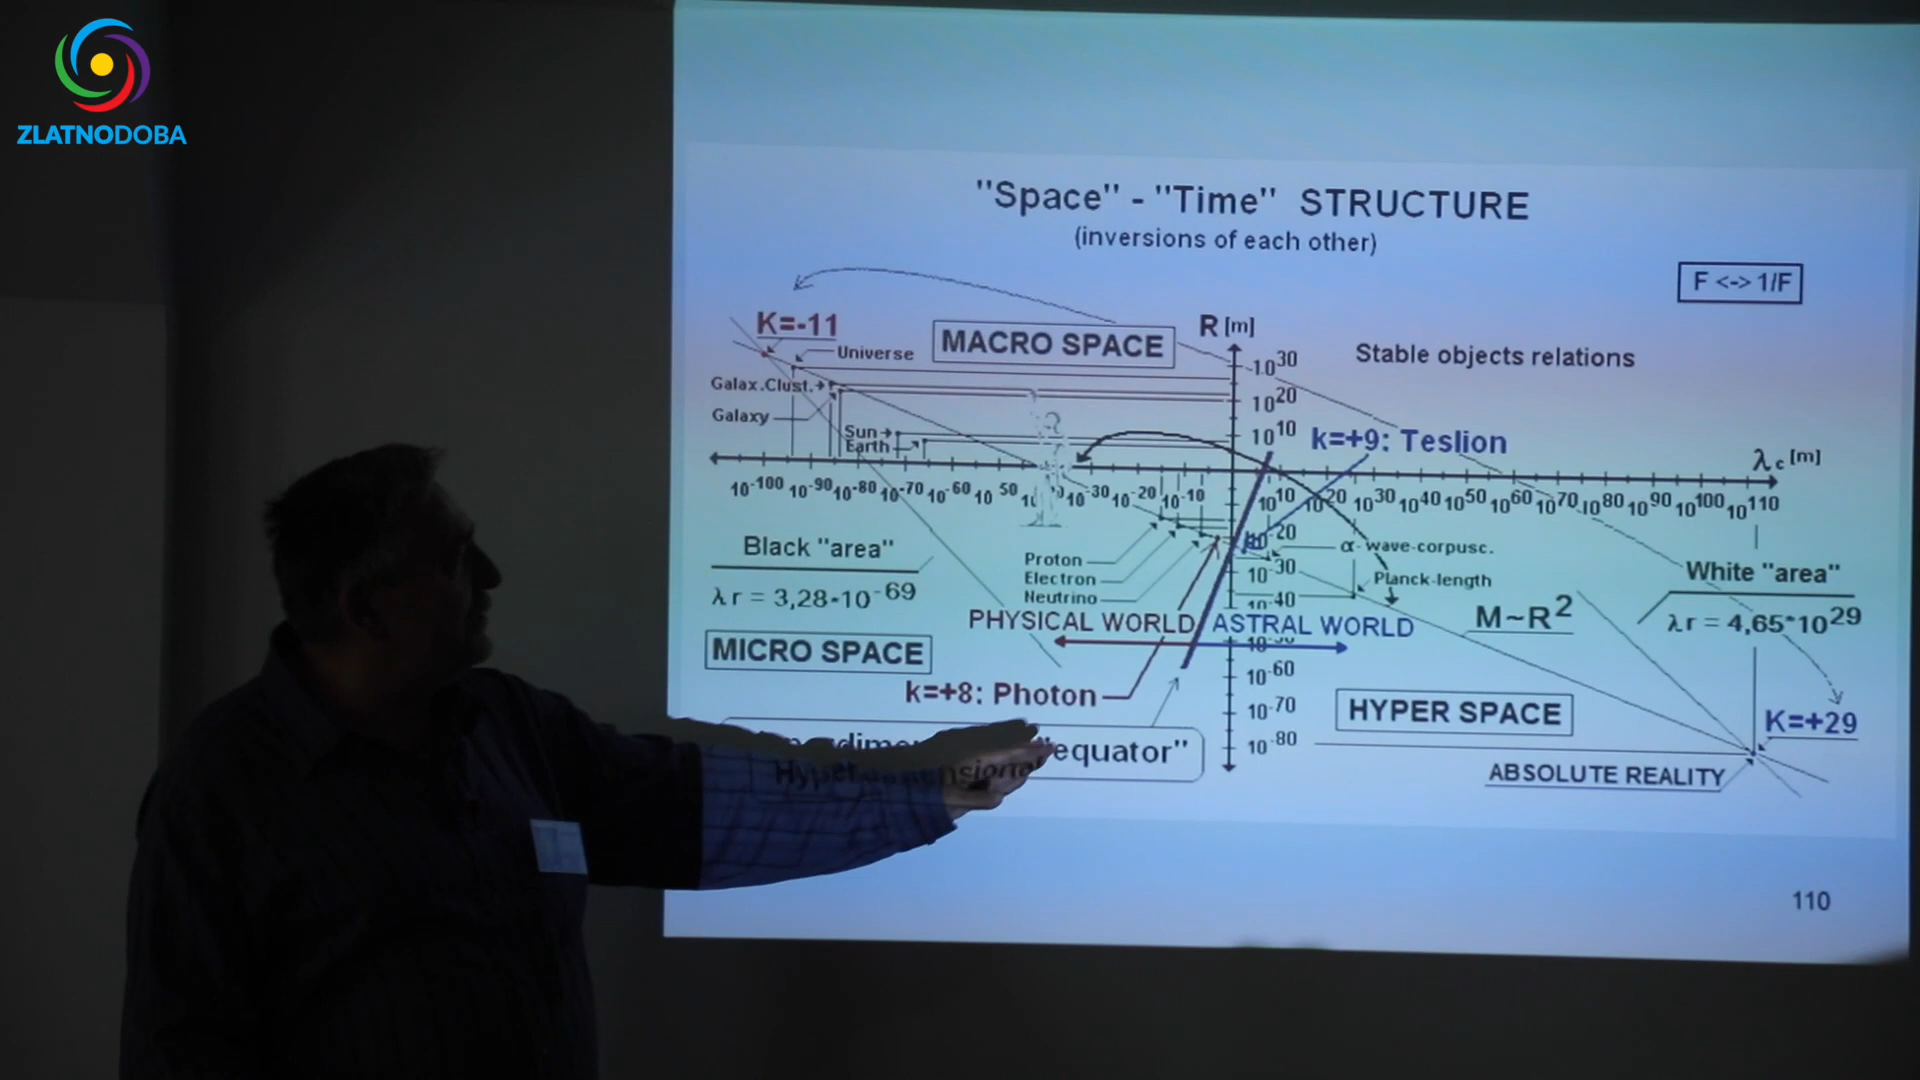 ZLATNODOBA
"Space" - "Time" STRUCTURE
(inversions of each other)
F <-> 1/F
K=-11
MACRO SPACE
R [m]
Universe
Stable objects relations
10^30
Galax.Clust.
10^20
Galaxy
Sun
10^10
k=+9: Teslion
Earth
λc [m]
10^-100 10^-90 10^-80 10^-70 10^-60 10^-50 10^-30 10^-20 10^-10 10^10 10^20 10^30 10^40 10^50 10^60 10^70 10^80 10^90 10^100 10^110
Black "area"
10^-20
α- wave-corpusc.
Proton
λr = 3,28*10^-69
Electron
10^-30
Planck-length
White "area"
Neutrino
10^-40
M~R^2
λr = 4,65*10^29
PHYSICAL WORLD
ASTRAL WORLD
MICRO SPACE
10^-60
k=+8: Photon
10^-70
HYPER SPACE
K=+29
Hyper dimensional "equator"
10^-80
ABSOLUTE REALITY
110